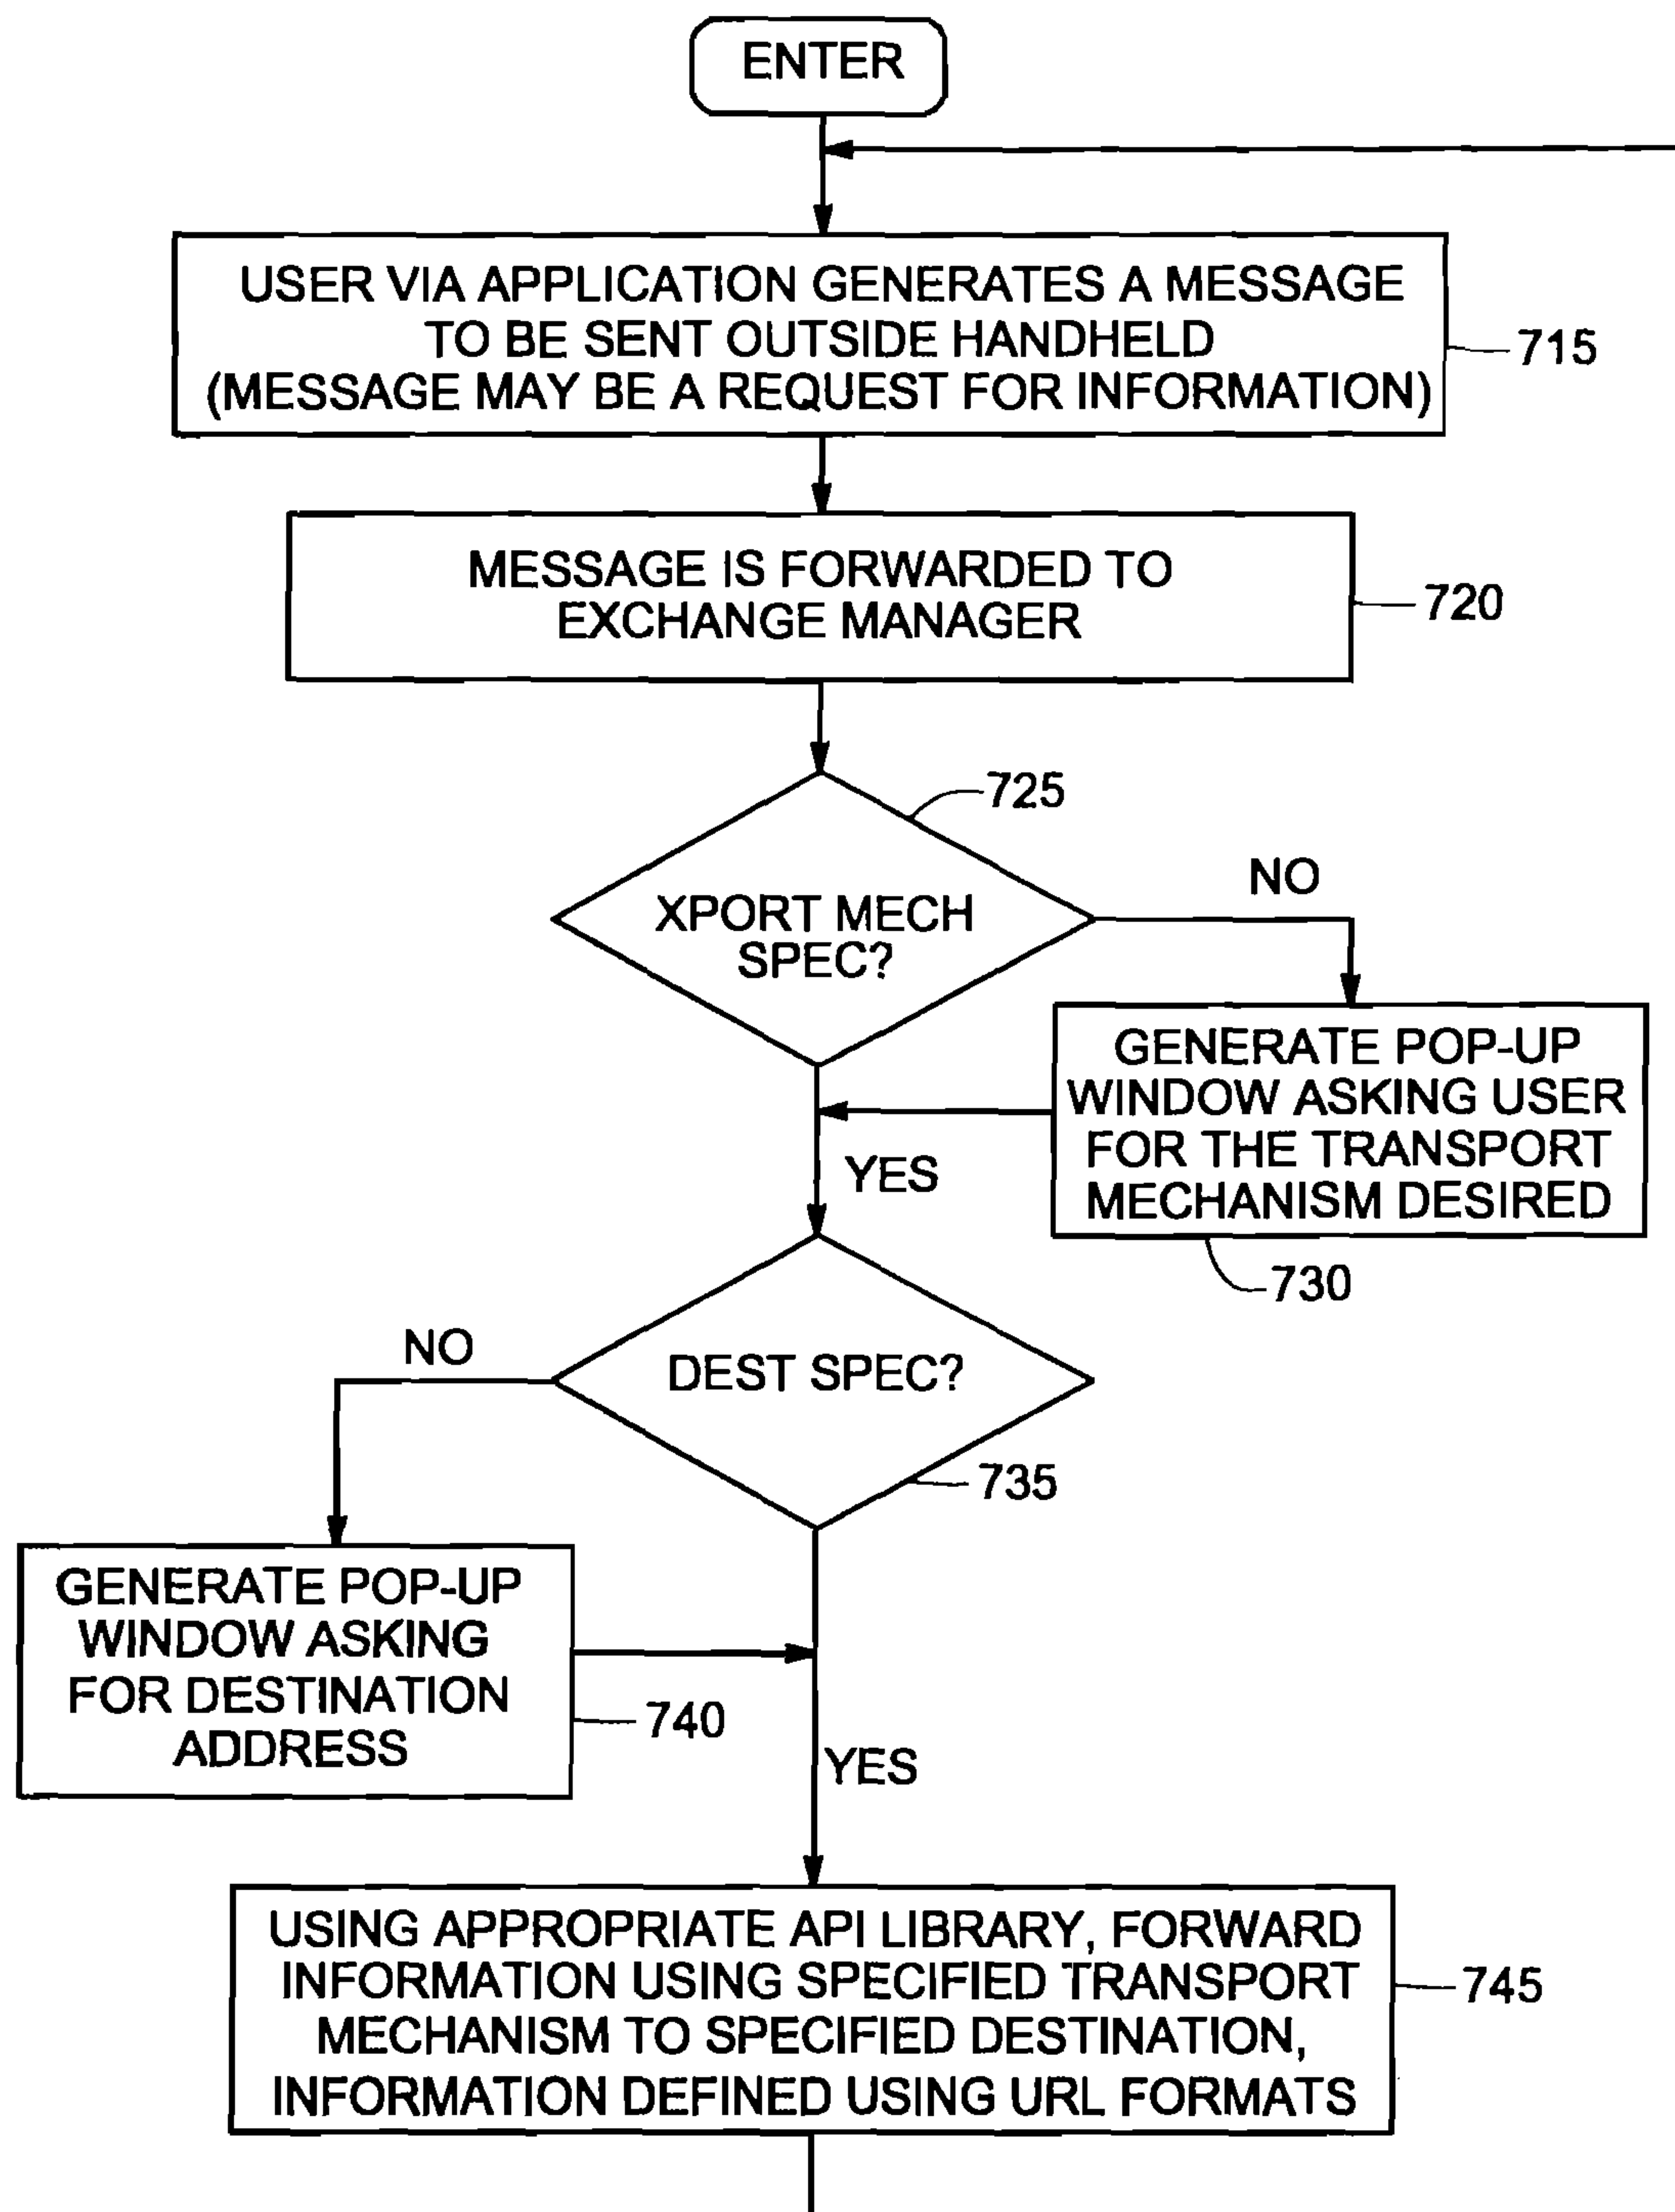 ENTER
USER VIA APPLICATION GENERATES A MESSAGE
TO BE SENT OUTSIDE HANDHELD
(MESSAGE MAY BE A REQUEST FOR INFORMATION)
715
MESSAGE IS FORWARDED TO
EXCHANGE MANAGER
720
725
XPORT MECH
SPEC?
NO
GENERATE POP-UP
WINDOW ASKING USER
FOR THE TRANSPORT
MECHANISM DESIRED
730
YES
DEST SPEC?
NO
735
GENERATE POP-UP
WINDOW ASKING
FOR DESTINATION
ADDRESS
740
YES
USING APPROPRIATE API LIBRARY, FORWARD
INFORMATION USING SPECIFIED TRANSPORT
MECHANISM TO SPECIFIED DESTINATION,
INFORMATION DEFINED USING URL FORMATS
745